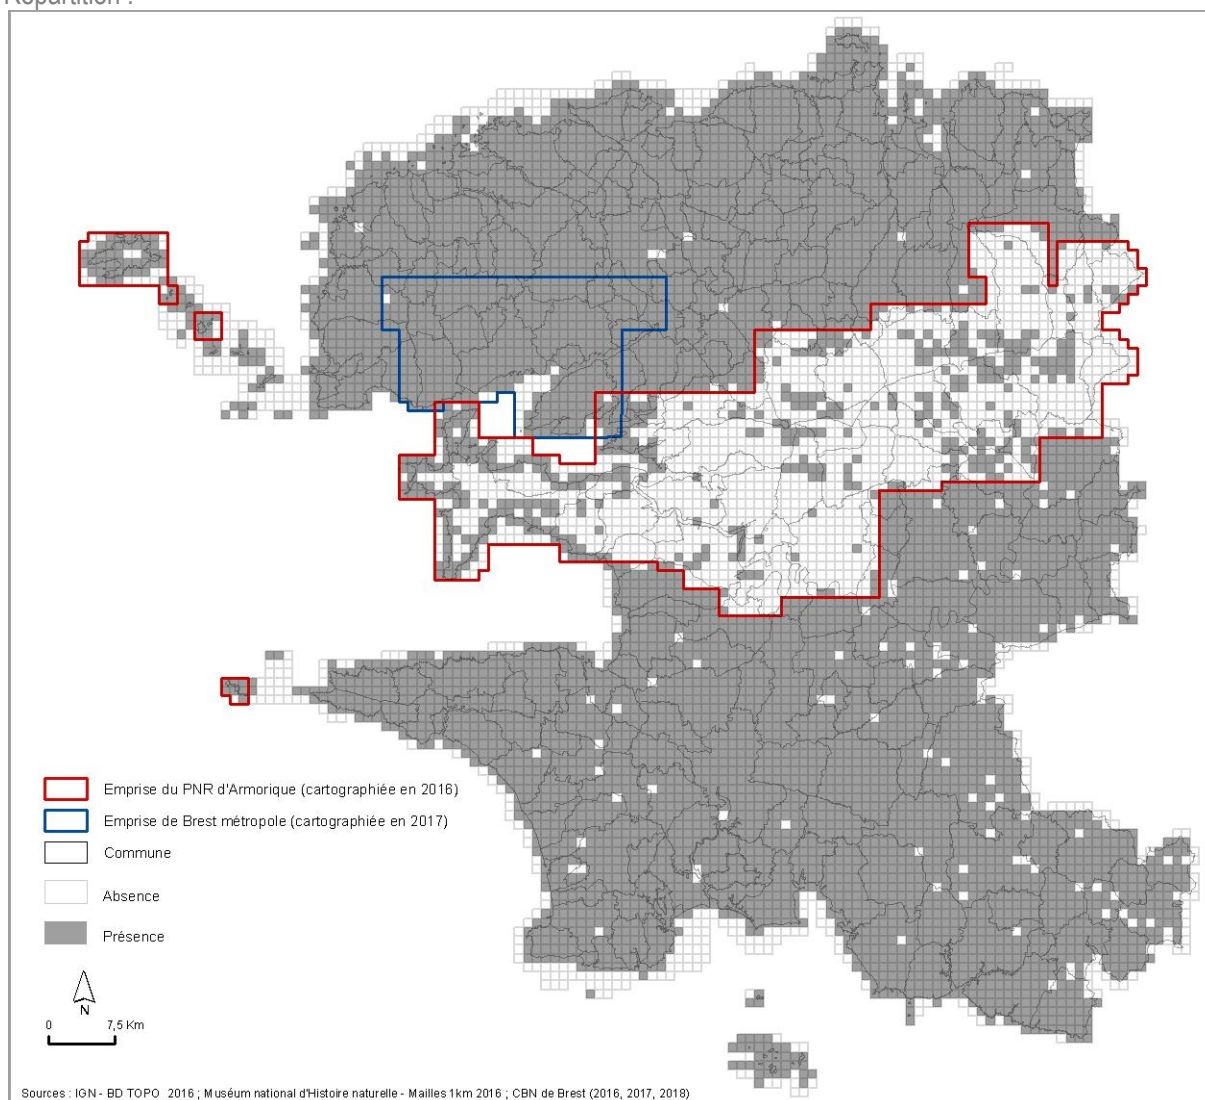 Répartition :
Emprise du PNR d'Armorique (cartographiée en 2016)
Emprise de Brest métropole (cartographiée en 2017)
Commune
Absence
Présence
N
0 7,5 Km
Sources : IGN - BD TOPO 2016 ; Muséum national d'Histoire naturelle - Mailles 1km 2016 ; CBN de Brest (2016, 2017, 2018)